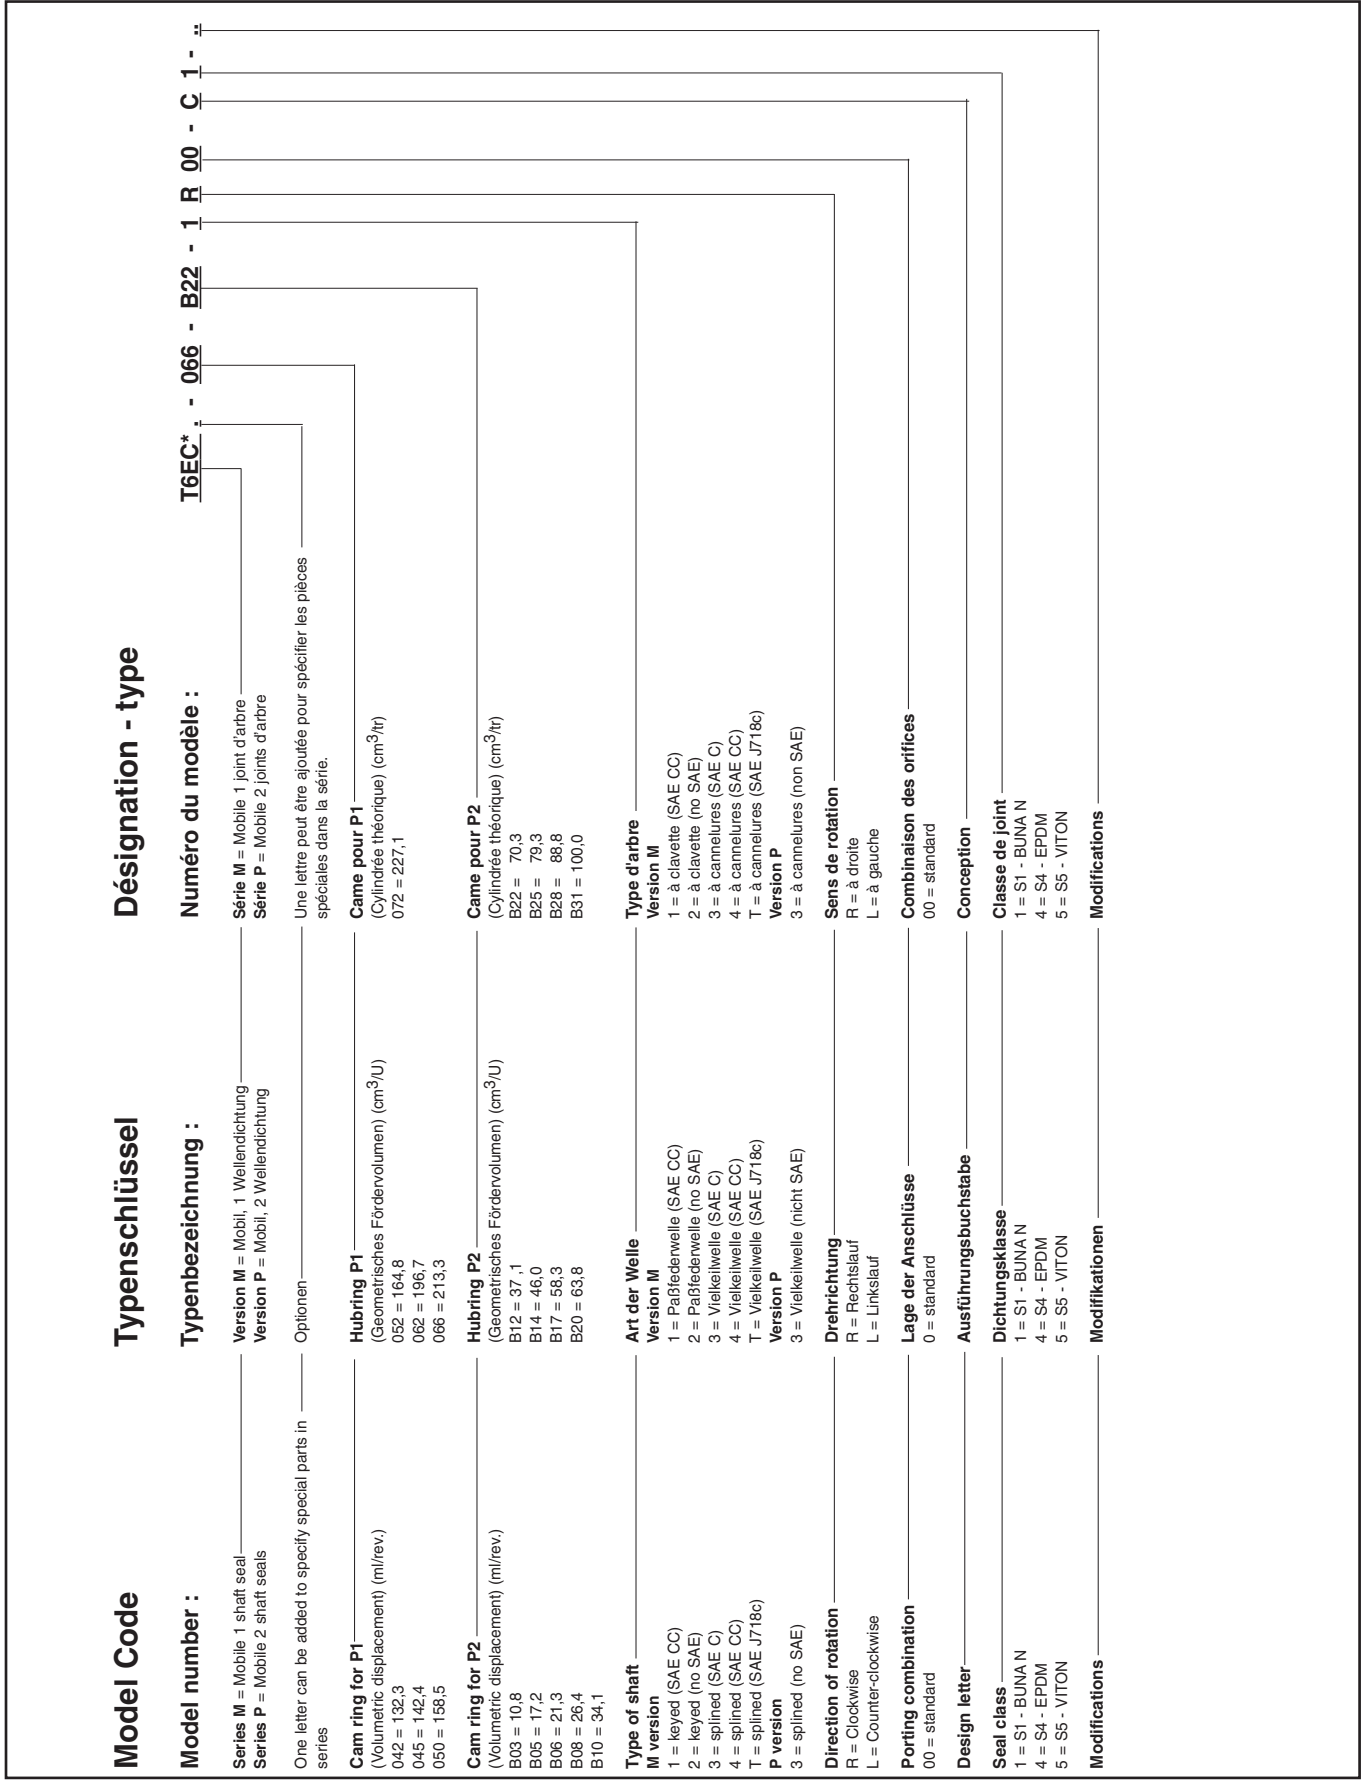 Model Code
Typenschlüssel
Désignation - type
T6EC* . - 066 - B22 - 1 R 00 - C 1 - ..
Model number :
Series M = Mobile 1 shaft seal
Series P = Mobile 2 shaft seals
One letter can be added to specify special parts in
series
Cam ring for P1
(Volumetric displacement) (ml/rev.)
042 = 132,3
045 = 142,4
050 = 158,5
Cam ring for P2
(Volumetric displacement) (ml/rev.)
B03 = 10,8
B05 = 17,2
B06 = 21,3
B08 = 26,4
B10 = 34,1
Type of shaft
M version
1 = keyed (SAE CC)
2 = keyed (no SAE)
3 = splined (SAE C)
4 = splined (SAE CC)
T = splined (SAE J718c)
P version
3 = splined (no SAE)
Direction of rotation
R = Clockwise
L = Counter-clockwise
Porting combination
00 = standard
Design letter
Seal class
1 = S1 - BUNA N
4 = S4 - EPDM
5 = S5 - VITON
Modifications
Typenbezeichnung :
Version M = Mobil, 1 Wellendichtung
Version P = Mobil, 2 Wellendichtung
Optionen
Hubring P1
(Geometrisches Fördervolumen) (cm3/U)
052 = 164,8
062 = 196,7
066 = 213,3
Hubring P2
(Geometrisches Fördervolumen) (cm3/U)
B12 = 37 ,1
B14 = 46,0
B17 = 58,3
B20 = 63,8
Art der Welle
Version M
1 = Paßfederwelle (SAE CC)
2 = Paßfederwelle (no SAE)
3 = Vielkeilwelle (SAE C)
4 = Vielkeilwelle (SAE CC)
T = Vielkeilwelle (SAE J718c)
Version P
3 = Vielkeilwelle (nicht SAE)
Drehrichtung
R = Rechtslauf
L = Linkslauf
Lage der Anschlüsse
0 = standard
Ausführungsbuchstabe
Dichtungsklasse
1 = S1 - BUNA N
4 = S4 - EPDM
5 = S5 - VITON
Modifikationen
Numéro du modèle :
Série M = Mobile 1 joint d'arbre
Série P = Mobile 2 joints d'arbre
Une lettre peut être ajoutée pour spécifier les pièces
spéciales dans la série.
Came pour P1
(Cylindrée théorique) (cm3/tr)
072 = 227,1
Came pour P2
(Cylindrée théorique) (cm3/tr)
B22 = 70,3
B25 = 79,3
B28 = 88,8
B31 = 100,0
Type d'arbre
Version M
1 = à clavette (SAE CC)
2 = à clavette (no SAE)
3 = à cannelures (SAE C)
4 = à cannelures (SAE CC)
T = à cannelures (SAE J718c)
Version P
3 = à cannelures (non SAE)
Sens de rotation
R = à droite
L = à gauche
Combinaison des orifices
00 = standard
Conception
Classe de joint
1 = S1 - BUNA N
4 = S4 - EPDM
5 = S5 - VITON
Modifications